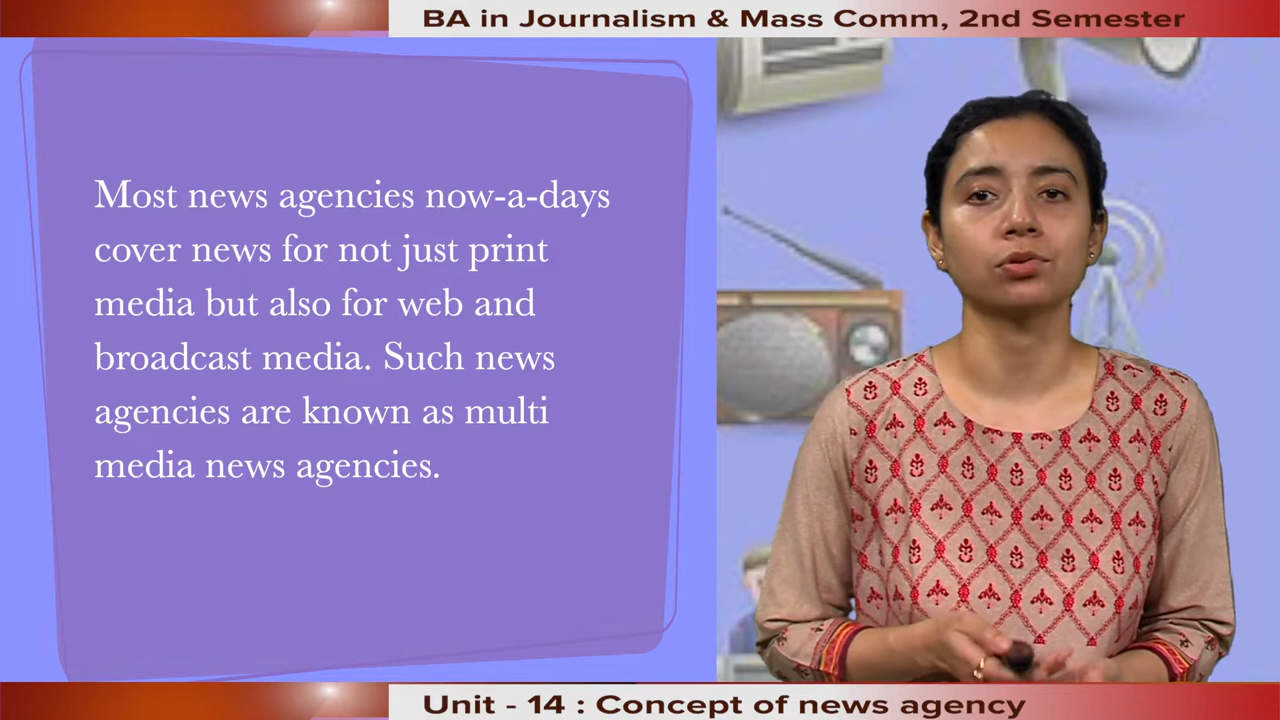 BA in Journalism & Mass Comm, 2nd Semester
Most news agencies now-a-days
cover news for not just print
media but also for web and
broadcast media. Such news
agencies are known as multi
media news agencies.
Unit - 14 : Concept of news agency